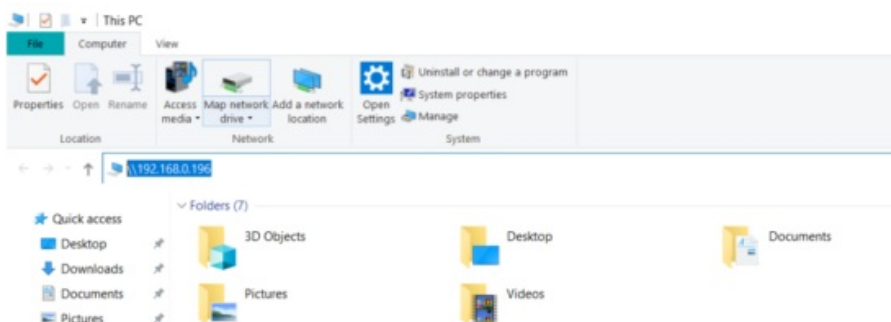 This PC
File Computer View
Properties Open Rename
Access media Map network drive Add a network location
Open Settings
Uninstall or change a program
System properties
Manage
Location Network System
\\192.168.0.196
Quick access
Desktop
Downloads
Documents
Pictures
Folders (7)
3D Objects Desktop Documents
Pictures Videos